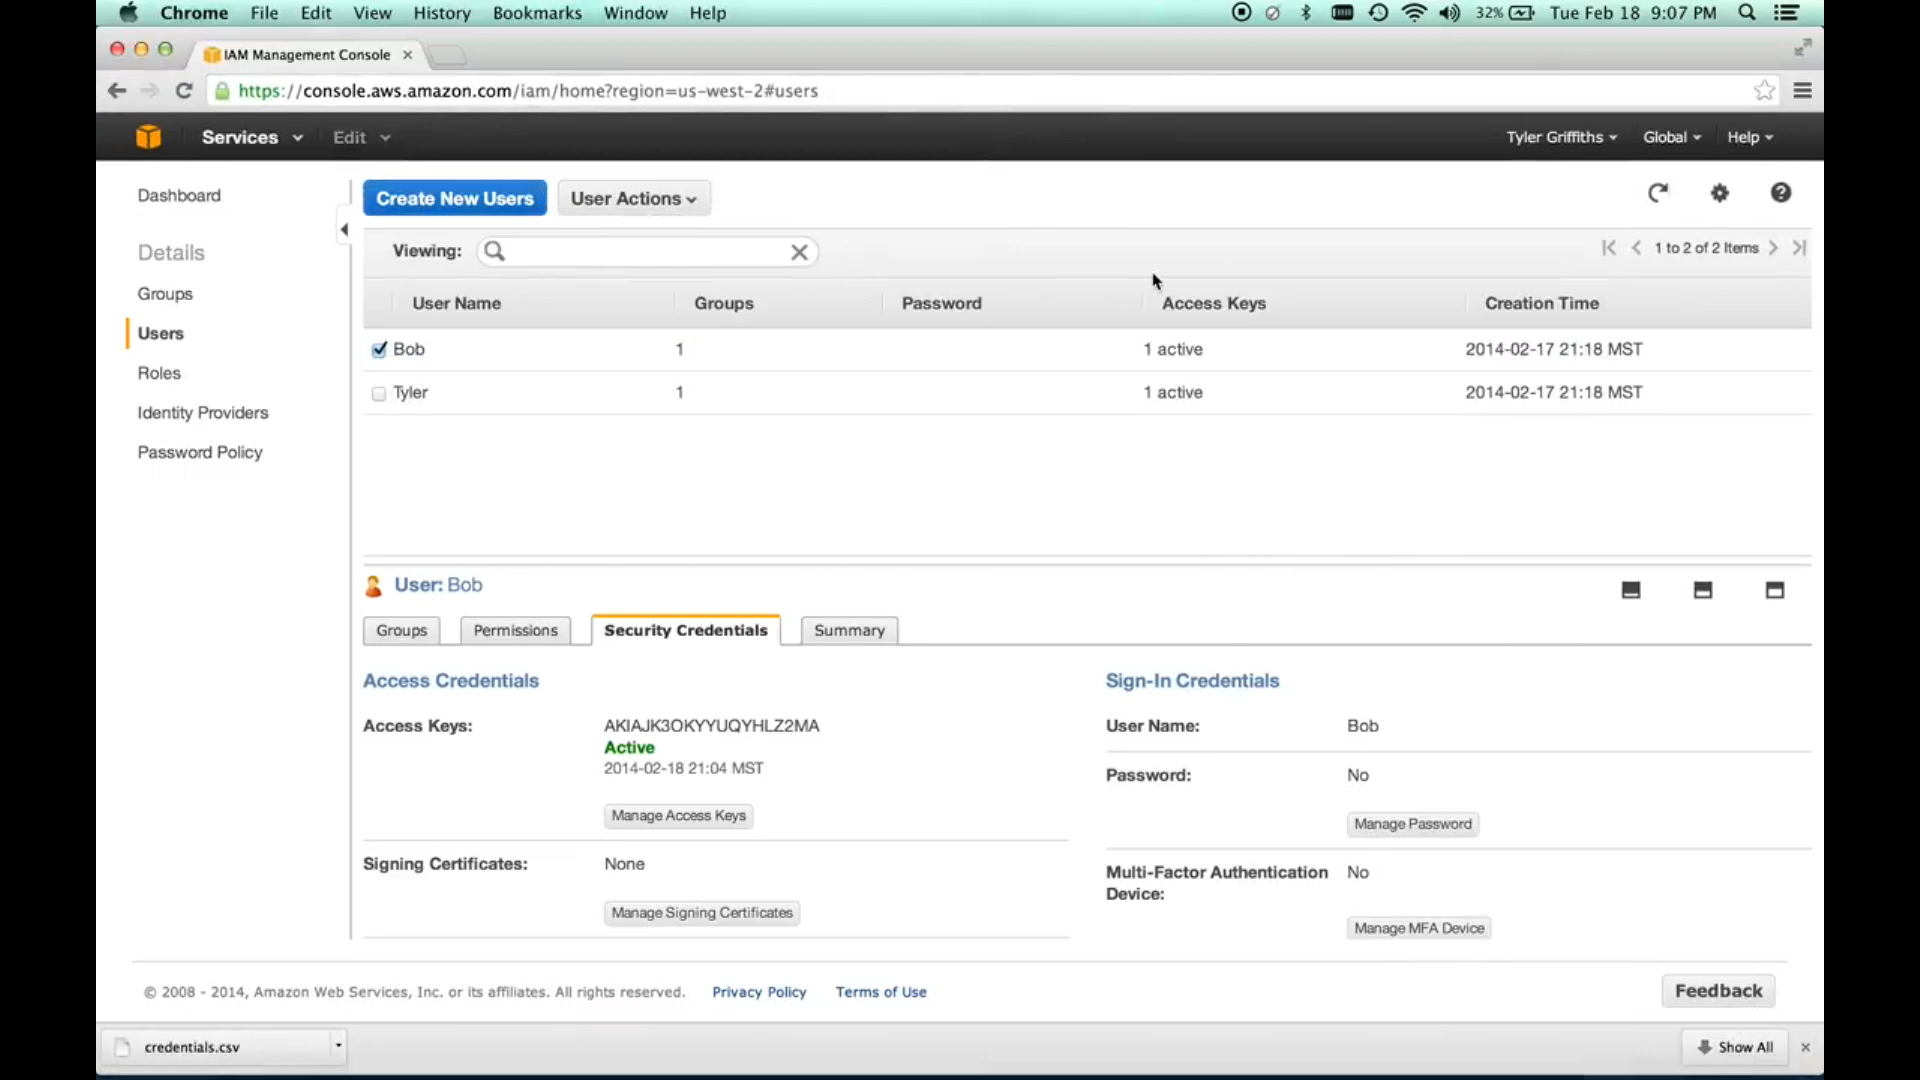 Chrome File Edit View History Bookmarks Window Help 32% Tue Feb 18 9:07 PM
IAM Management Console
https://console.aws.amazon.com/iam/home?region=us-west-2#users
Services Edit Tyler Griffiths Global Help
Dashboard
Details
Groups
Users
Roles
Identity Providers
Password Policy
Create New Users User Actions
Viewing: 1 to 2 of 2 Items
User Name Groups Password Access Keys Creation Time
Bob 1 1 active 2014-02-17 21:18 MST
Tyler 1 1 active 2014-02-17 21:18 MST
User: Bob
Groups Permissions Security Credentials Summary
Access Credentials
Access Keys: AKIAJK3OKYYUQYHLZ2MA
Active
2014-02-18 21:04 MST
Manage Access Keys
Signing Certificates: None
Manage Signing Certificates
Sign-In Credentials
User Name: Bob
Password: No
Manage Password
Multi-Factor Authentication No
Device:
Manage MFA Device
© 2008 - 2014, Amazon Web Services, Inc. or its affiliates. All rights reserved. Privacy Policy Terms of Use Feedback
credentials.csv Show All